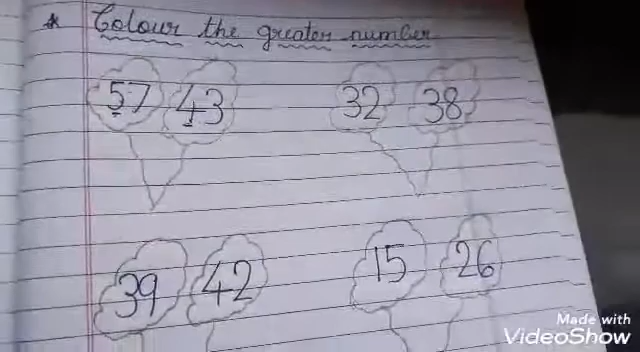 * Colour the greater number
57 43 32 38
39 42 15 26
Made with
VideoShow